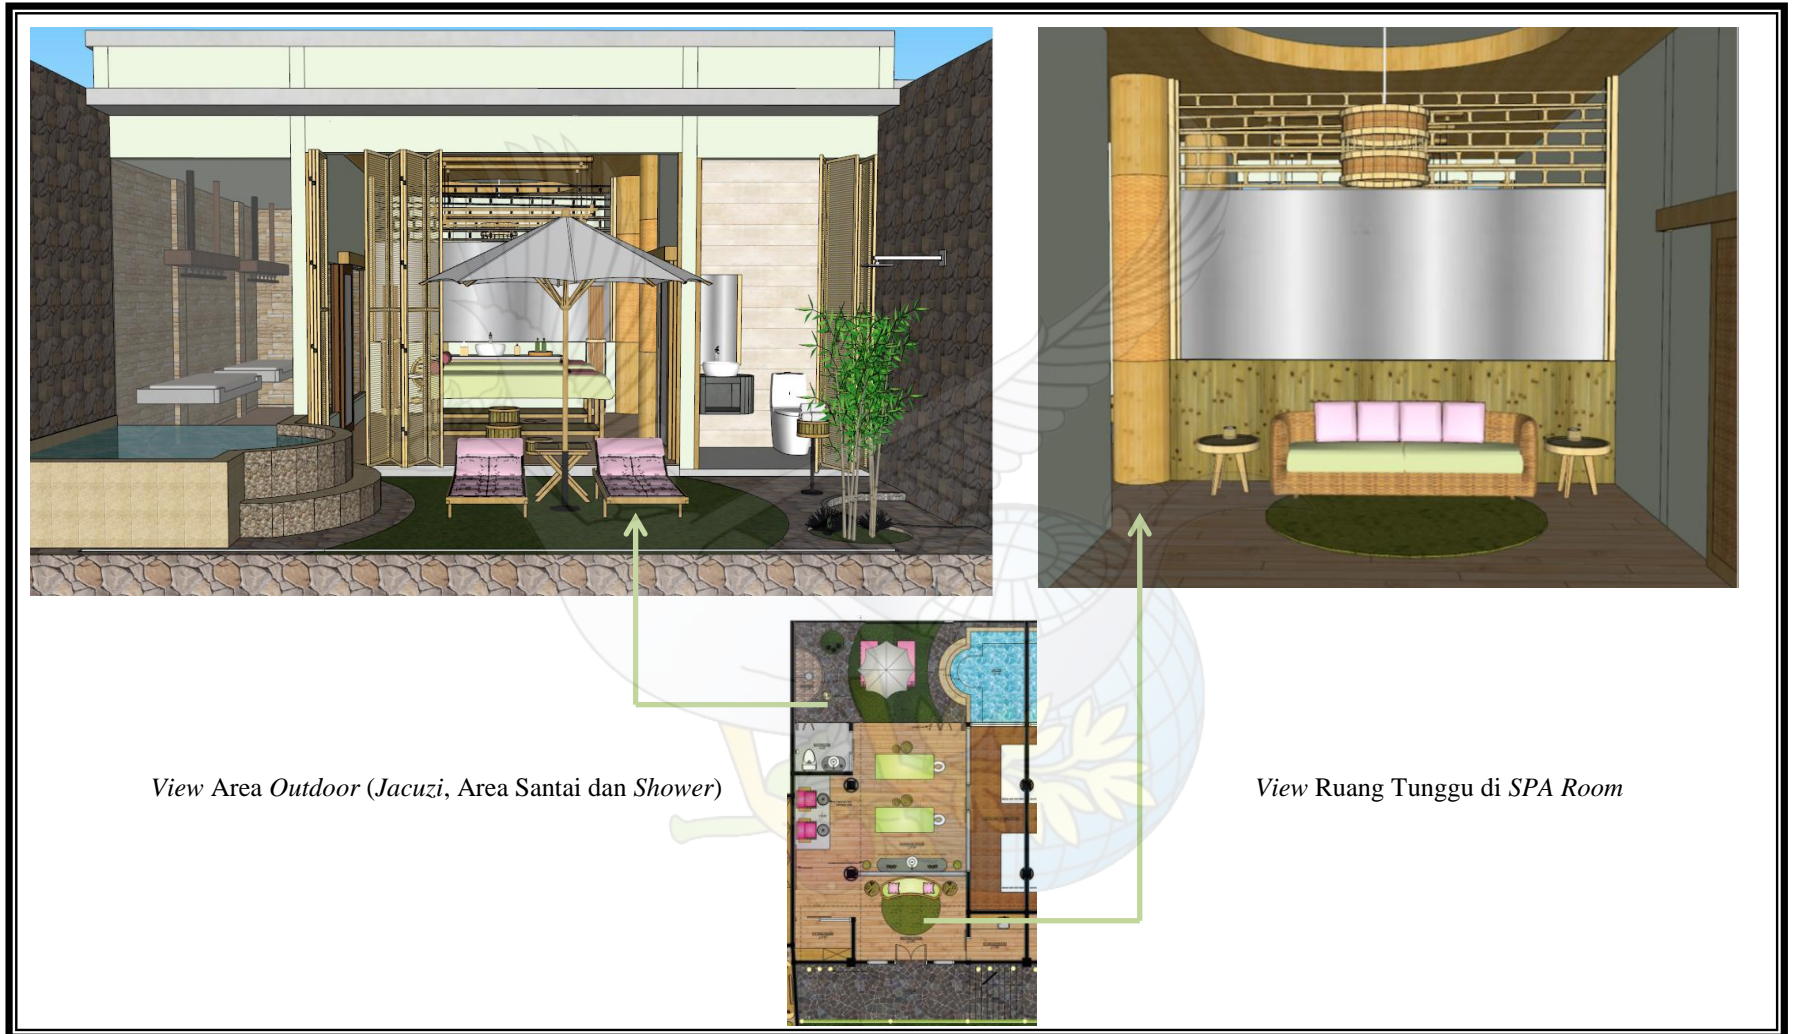 View Area Outdoor (Jacuzi, Area Santai dan Shower)
View Ruang Tunggu di SPA Room